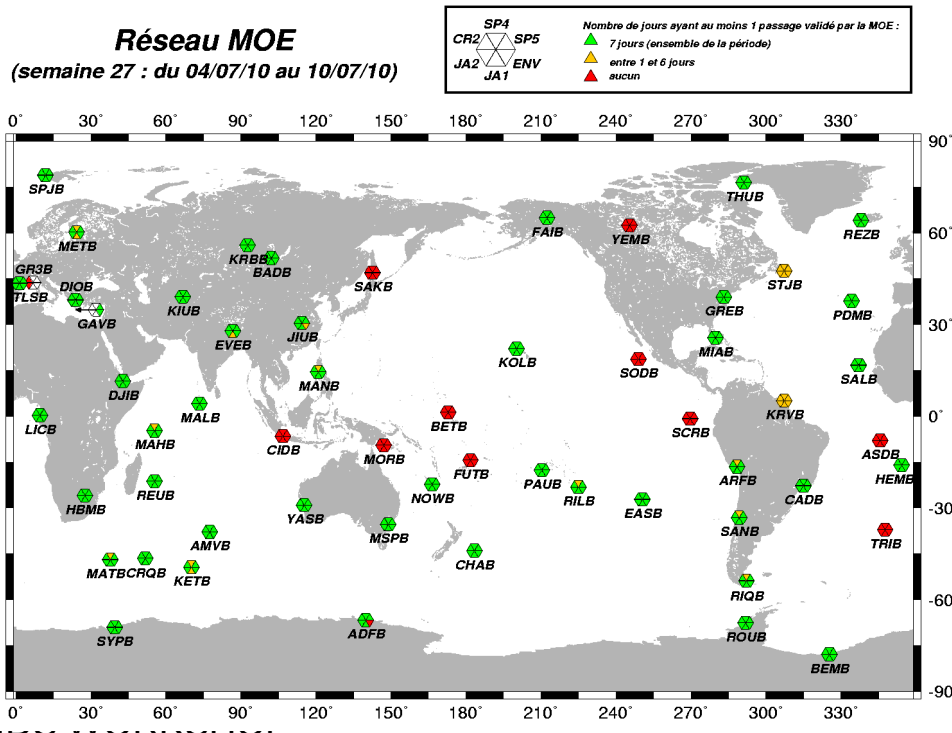 Réseau MOE
(semaine 27 : du 04/07/10 au 10/07/10)
SP4
CR2 SP5
JA2 ENV
JA1
Nombre de jours ayant au moins 1 passage validé par la MOE :
7 jours (ensemble de la période)
entre 1 et 6 jours
aucun
0° 30 60 90 120 150 180 210 240 270 300 330
90°
SPJB
THUB
METB
FAIB
YEMB
REZB
60°
KRBB
BADB
GR3B
TLSB
DIOB
SAKB
STJB
KIUB
GREB
PDMB
GAVB
30°
EVEB
JIUB
MIAB
KOLB
MANB
SODB
SALB
DJIB
MALB
KRVB
LICB
BETB
SCRB
0°
MAHB
CIDB
MORB
ASDB
FUTB
PAUB
ARFB
HEMB
REUB
NOWB
RILB
CADB
HBMB
YASB
EASB
-30
MSPB
SANB
AMVB
TRIB
CHAB
MATB
CRQB
KETB
RIQB
-60
SYPB
ADFB
ROUB
BEMB
-90
0° 30 60 90 120 150 180 210 240 270 300 330